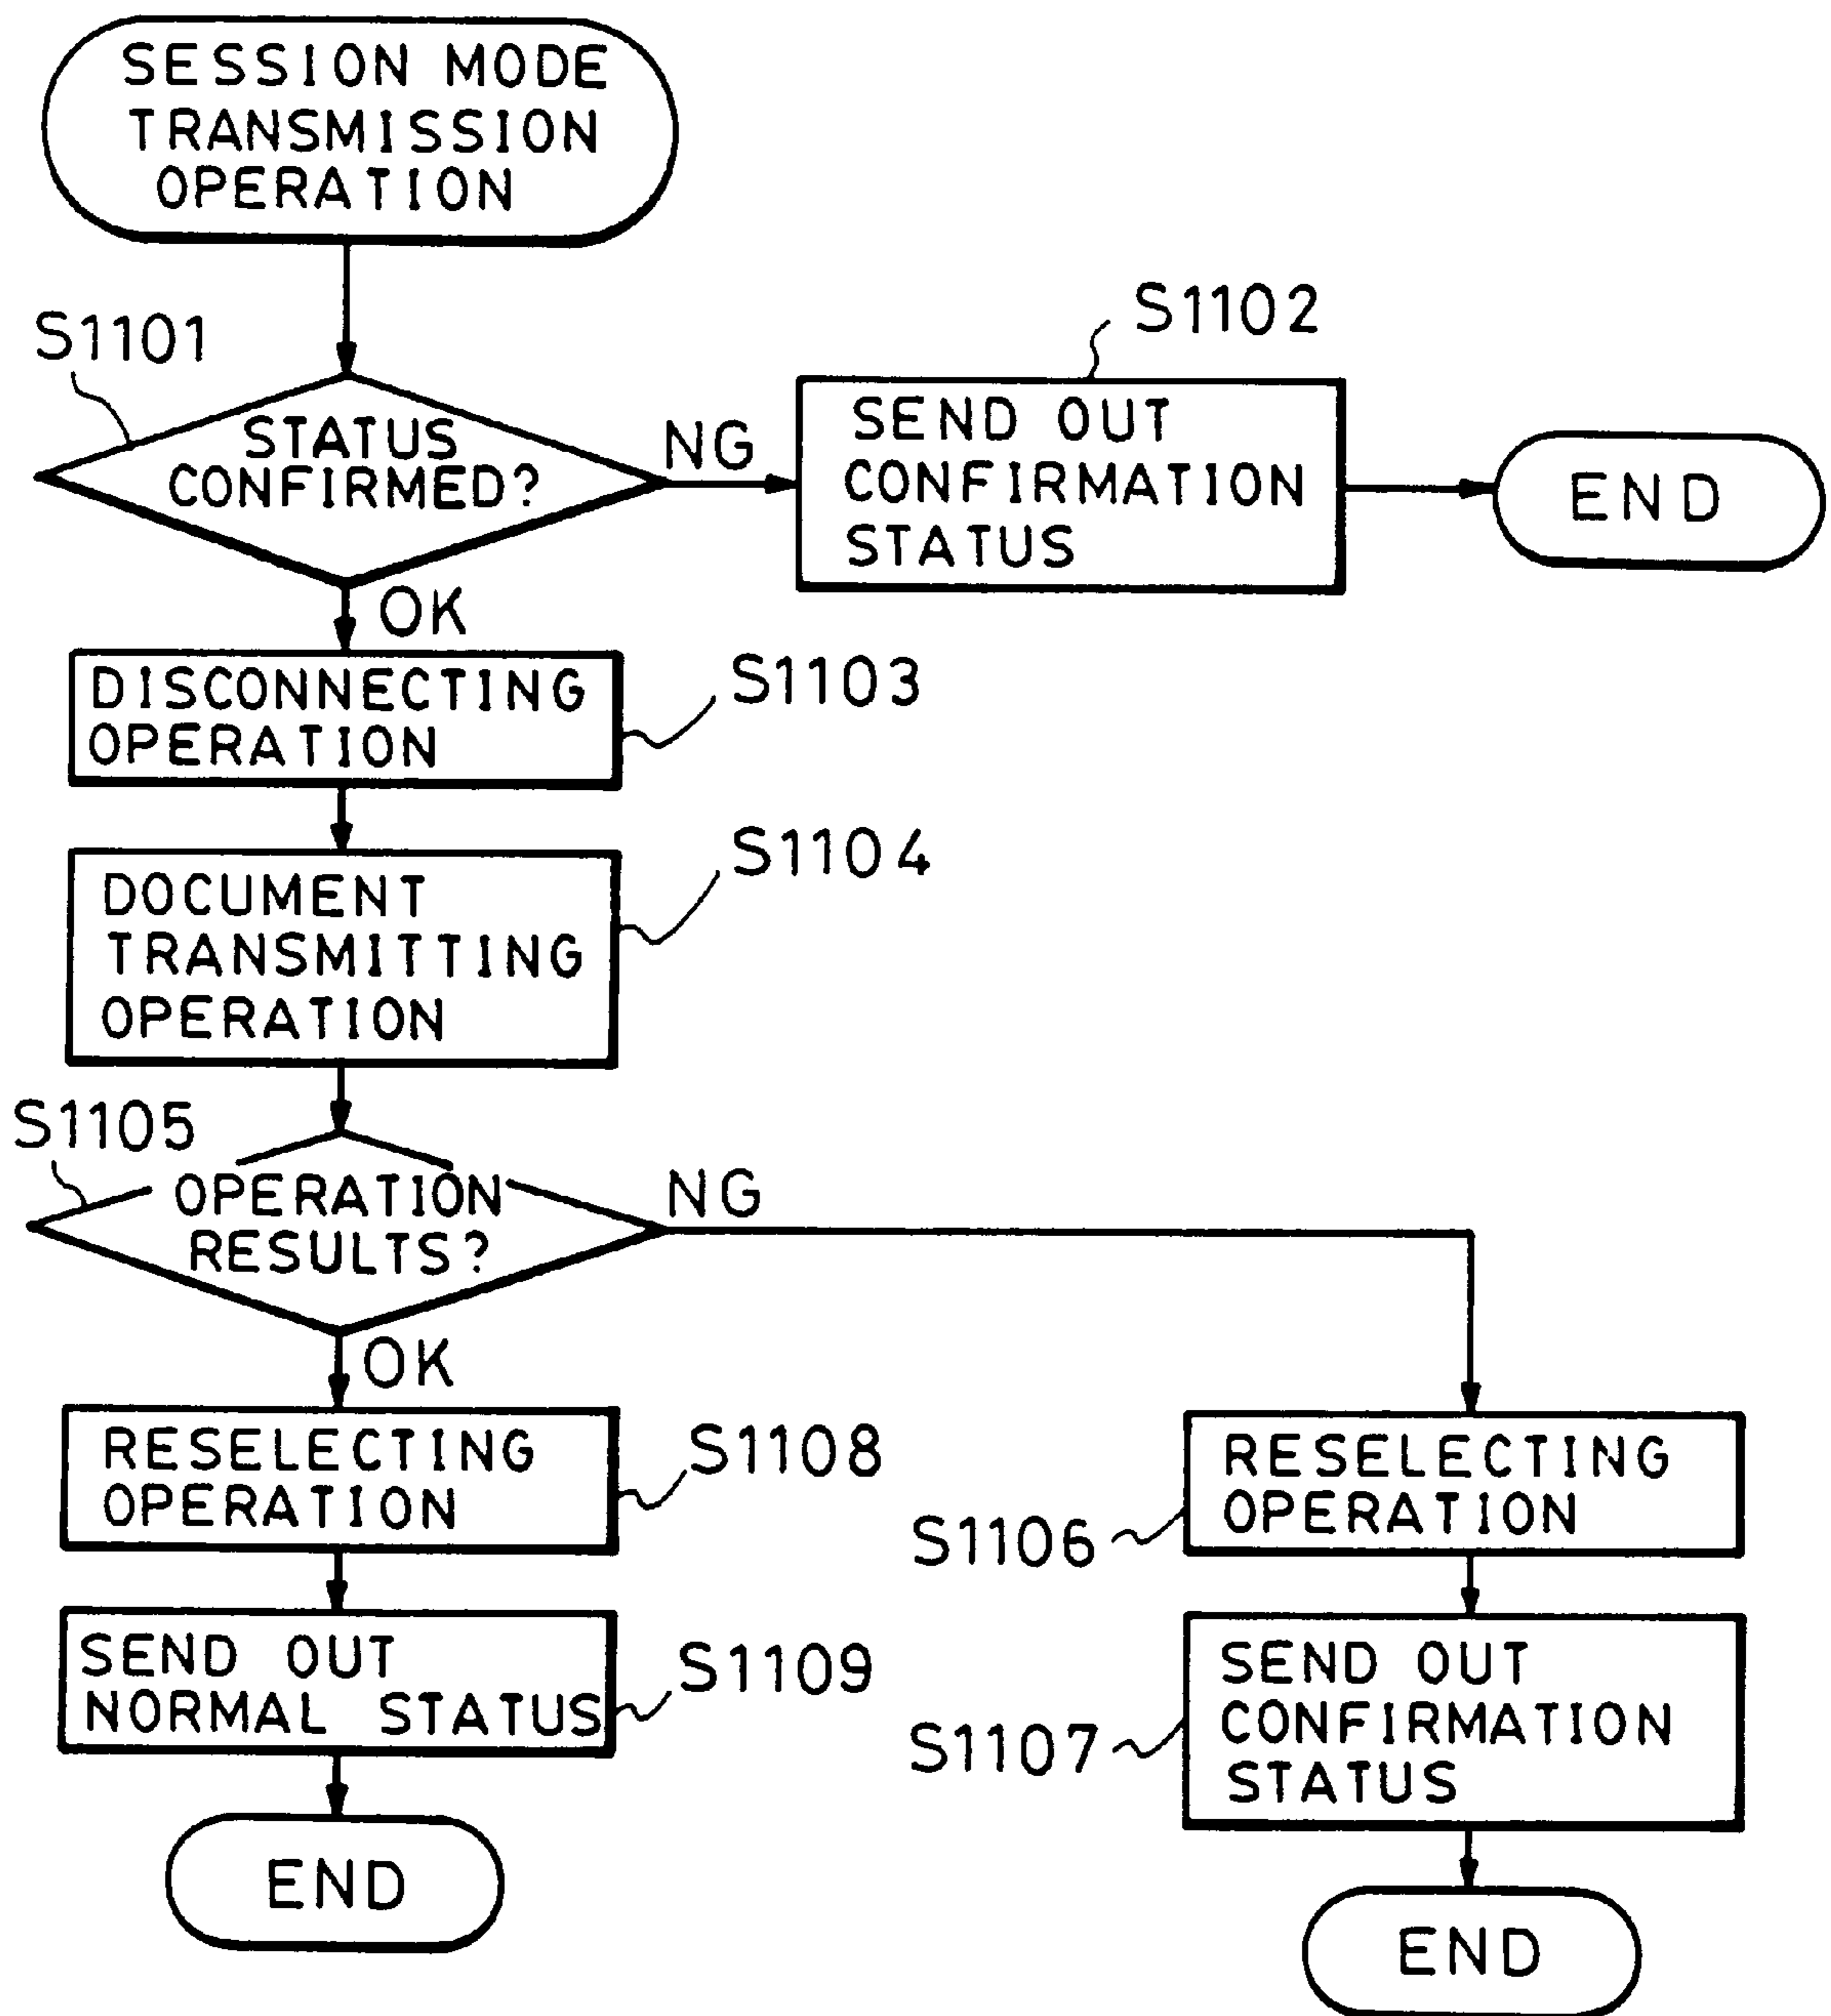 SESSION MODE
TRANSMISSION
OPERATION
S1101
STATUS
CONFIRMED?
NG
S1102
SEND OUT
CONFIRMATION
STATUS
END
OK
DISCONNECTING
OPERATION
S1103
DOCUMENT
TRANSMITTING
OPERATION
S1104
S1105
OPERATION
RESULTS?
NG
OK
RESELECTING
OPERATION
S1108
SEND OUT
NORMAL STATUS
S1109
END
RESELECTING
OPERATION
S1106
SEND OUT
CONFIRMATION
STATUS
S1107
END